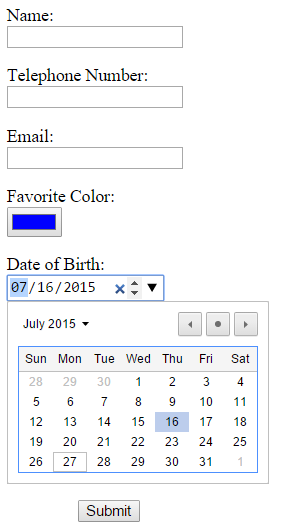 Name:
Telephone Number:
Email:
Favorite Color:
Date of Birth:
07/16/2015
July 2015
Sun Mon Tue Wed Thu Fri Sat
28 29 30 1 2 3 4
5 6 7 8 9 10 11
12 13 14 15 16 17 18
19 20 21 22 23 24 25
26 27 28 29 30 31 1
Submit